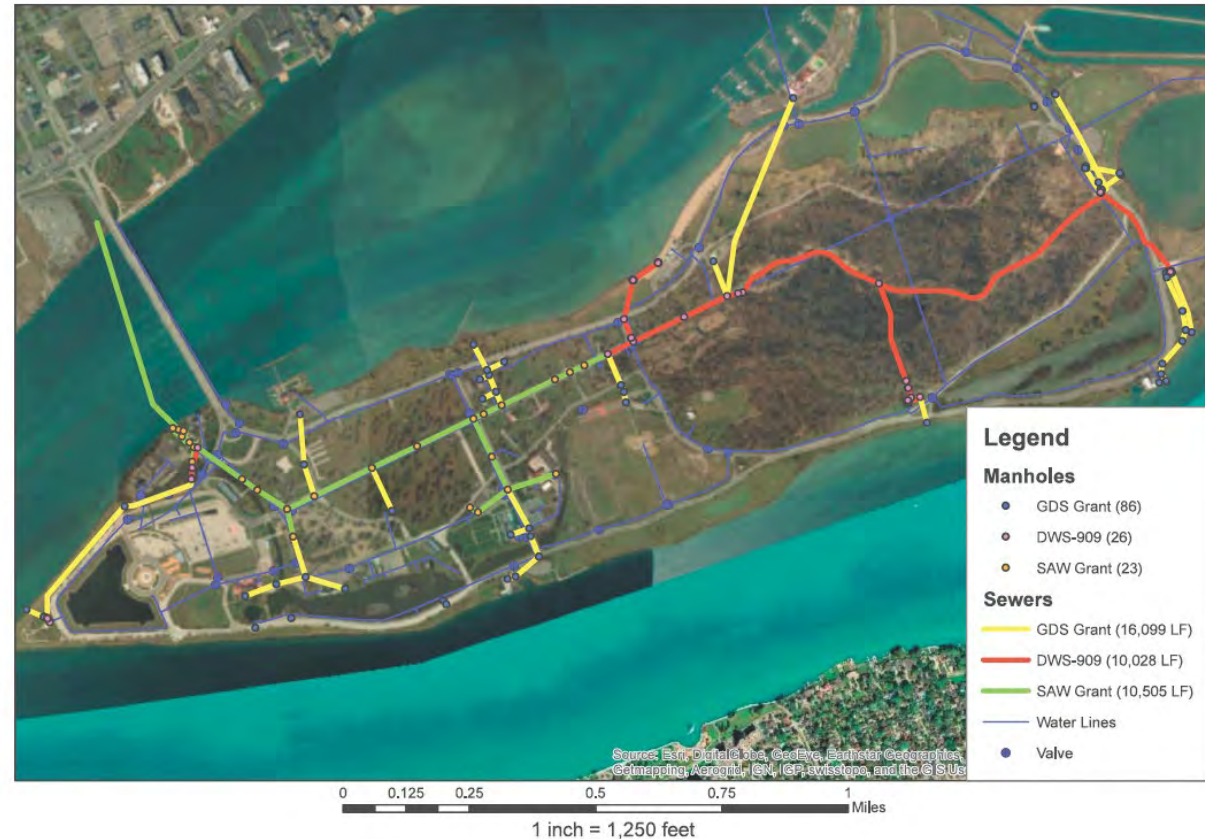 Legend
Manholes
GDS Grant (86)
DWS-909 (26)
SAW Grant (23)
Sewers
GDS Grant (16,099 LF)
DWS-909 (10,028 LF)
SAW Grant (10,505 LF)
Water Lines
Valve
Source: Esri, DigitalGlobe, GeoEye, Earthstar Geographics,
Getmapping, Aerogrid, IGN, IGP, swisstopo, and the GIS Us
0 0.125 0.25 0.5 0.75 1
Miles
1 inch = 1,250 feet